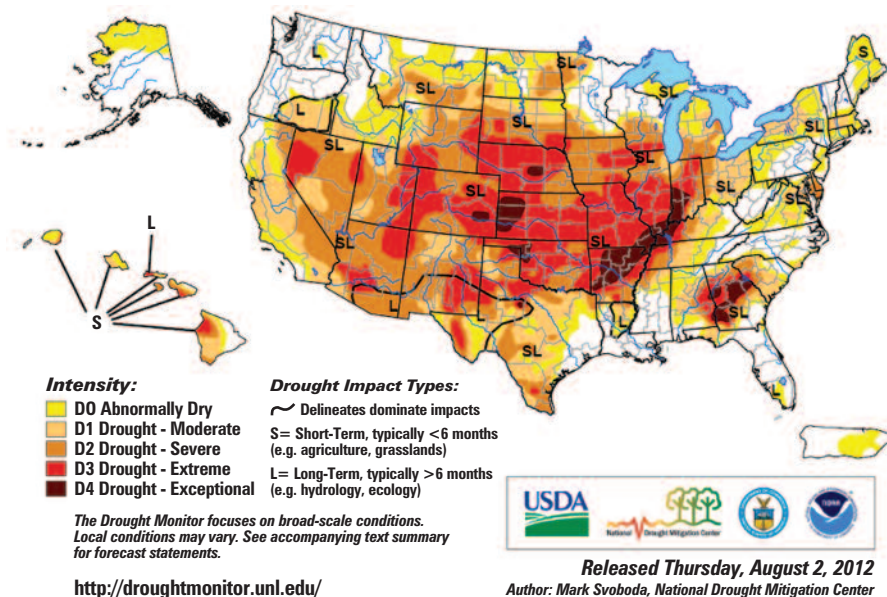 S
SL
L
SL
SL
SL
L
SL
SL
SL
SL
SL
SL
SL
L
SL
SL
L
L
SL
L
SL
L
S
Intensity:
D0 Abnormally Dry
D1 Drought - Moderate
D2 Drought - Severe
D3 Drought - Extreme
D4 Drought - Exceptional
Drought Impact Types:
Delineates dominate impacts
S= Short-Term, typically <6 months
(e.g. agriculture, grasslands)
L= Long-Term, typically >6 months
(e.g. hydrology, ecology)
The Drought Monitor focuses on broad-scale conditions.
Local conditions may vary. See accompanying text summary
for forecast statements.
http://droughtmonitor.unl.edu/
USDA
National Drought Mitigation Center
NOAA
Released Thursday, August 2, 2012
Author: Mark Svoboda, National Drought Mitigation Center